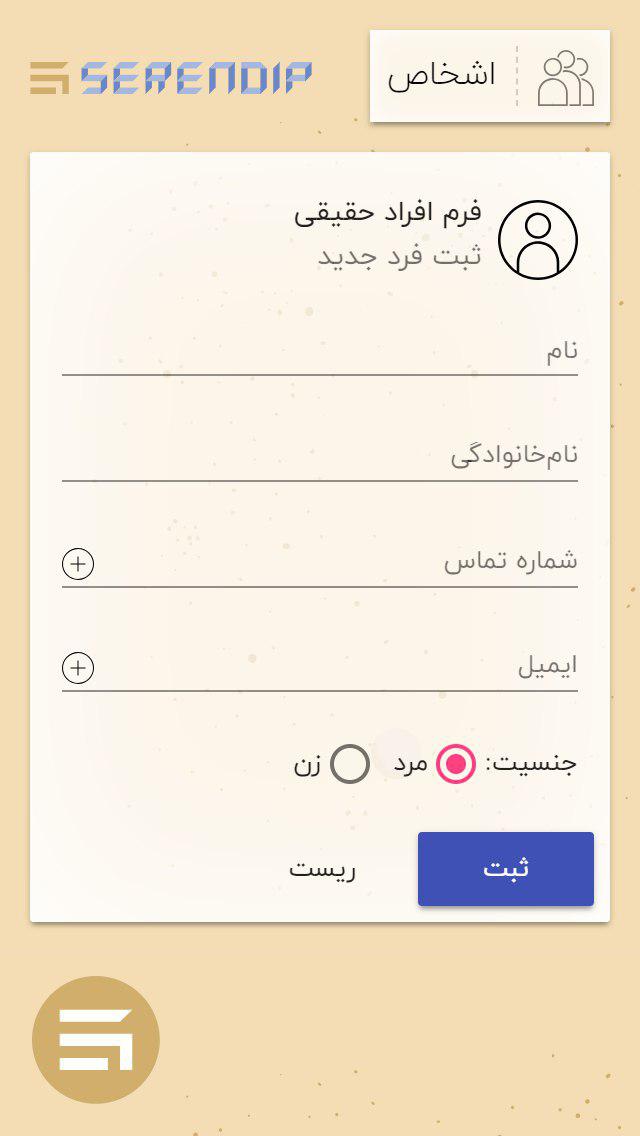 SERENDIP
اشخاص
فرم افراد حقیقی
ثبت فرد جدید
نام
نام‌خانوادگی
شماره تماس
ایمیل
جنسیت: مرد زن
ثبت ریست